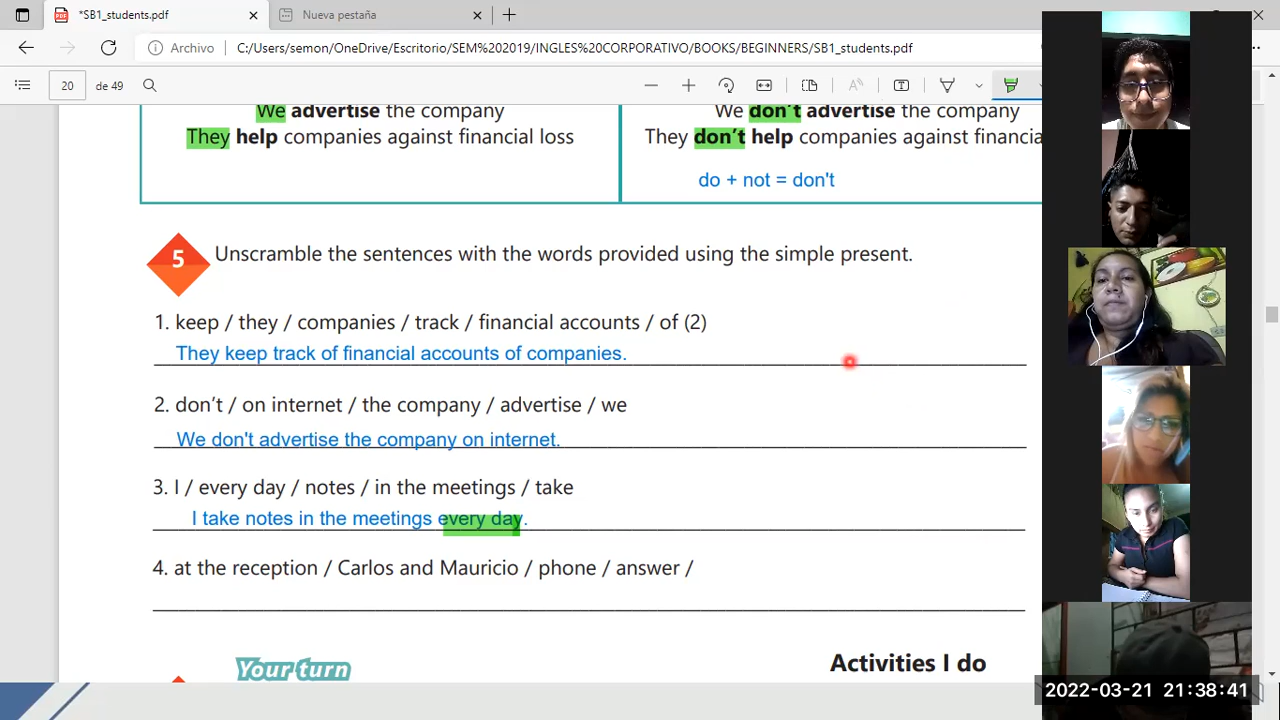 *SB1_students.pdf
Nueva pestaña
Archivo
C:/Users/semon/OneDrive/Escritorio/SEM%202019/INGLES%20CORPORATIVO/BOOKS/BEGINNERS/SB1_students.pdf
20 de 49
We advertise the company
They help companies against financial loss
We don't advertise the company
They don't help companies against financia
do + not = don't
5 Unscramble the sentences with the words provided using the simple present.
1. keep / they / companies / track / financial accounts / of (2)
They keep track of financial accounts of companies.
2. don't / on internet / the company / advertise / we
We don't advertise the company on internet.
3. I / every day / notes / in the meetings / take
I take notes in the meetings every day.
4. at the reception / Carlos and Mauricio / phone / answer /
Your turn
Activities I do
2022-03-21 21:38:41